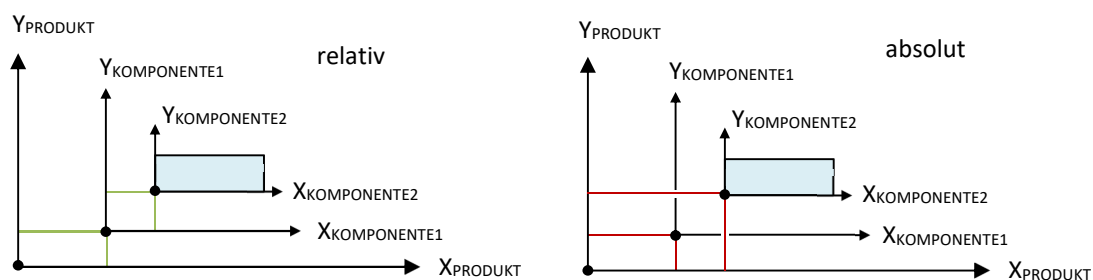 YPRODUKT
relativ
YKOMPONENTE1
YKOMPONENTE2
XKOMPONENTE2
XKOMPONENTE1
XPRODUKT
YPRODUKT
absolut
YKOMPONENTE1
YKOMPONENTE2
XKOMPONENTE2
XKOMPONENTE1
XPRODUKT